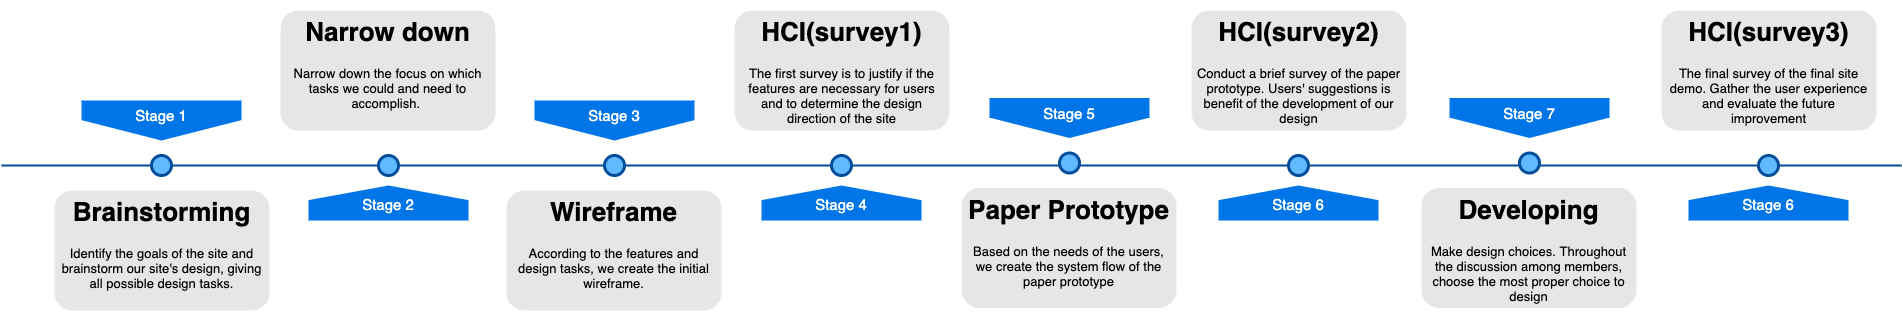 Stage 1
Brainstorming
Identify the goals of the site and
brainstorm our site's design, giving
all possible design tasks.
Narrow down
Narrow down the focus on which
tasks we could and need to
accomplish.
Stage 2
Stage 3
Wireframe
According to the features and
design tasks, we create the initial
wireframe.
HCI(survey1)
The first survey is to justify if the
features are necessary for users
and to determine the design
direction of the site
Stage 4
Stage 5
Paper Prototype
Based on the needs of the users,
we create the system flow of the
paper prototype
HCI(survey2)
Conduct a brief survey of the paper
prototype. Users' suggestions is
benefit of the development of our
design
Stage 6
Stage 7
Developing
Make design choices. Throughout
the discussion among members,
choose the most proper choice to
design
HCI(survey3)
The final survey of the final site
demo. Gather the user experience
and evaluate the future
improvement
Stage 6